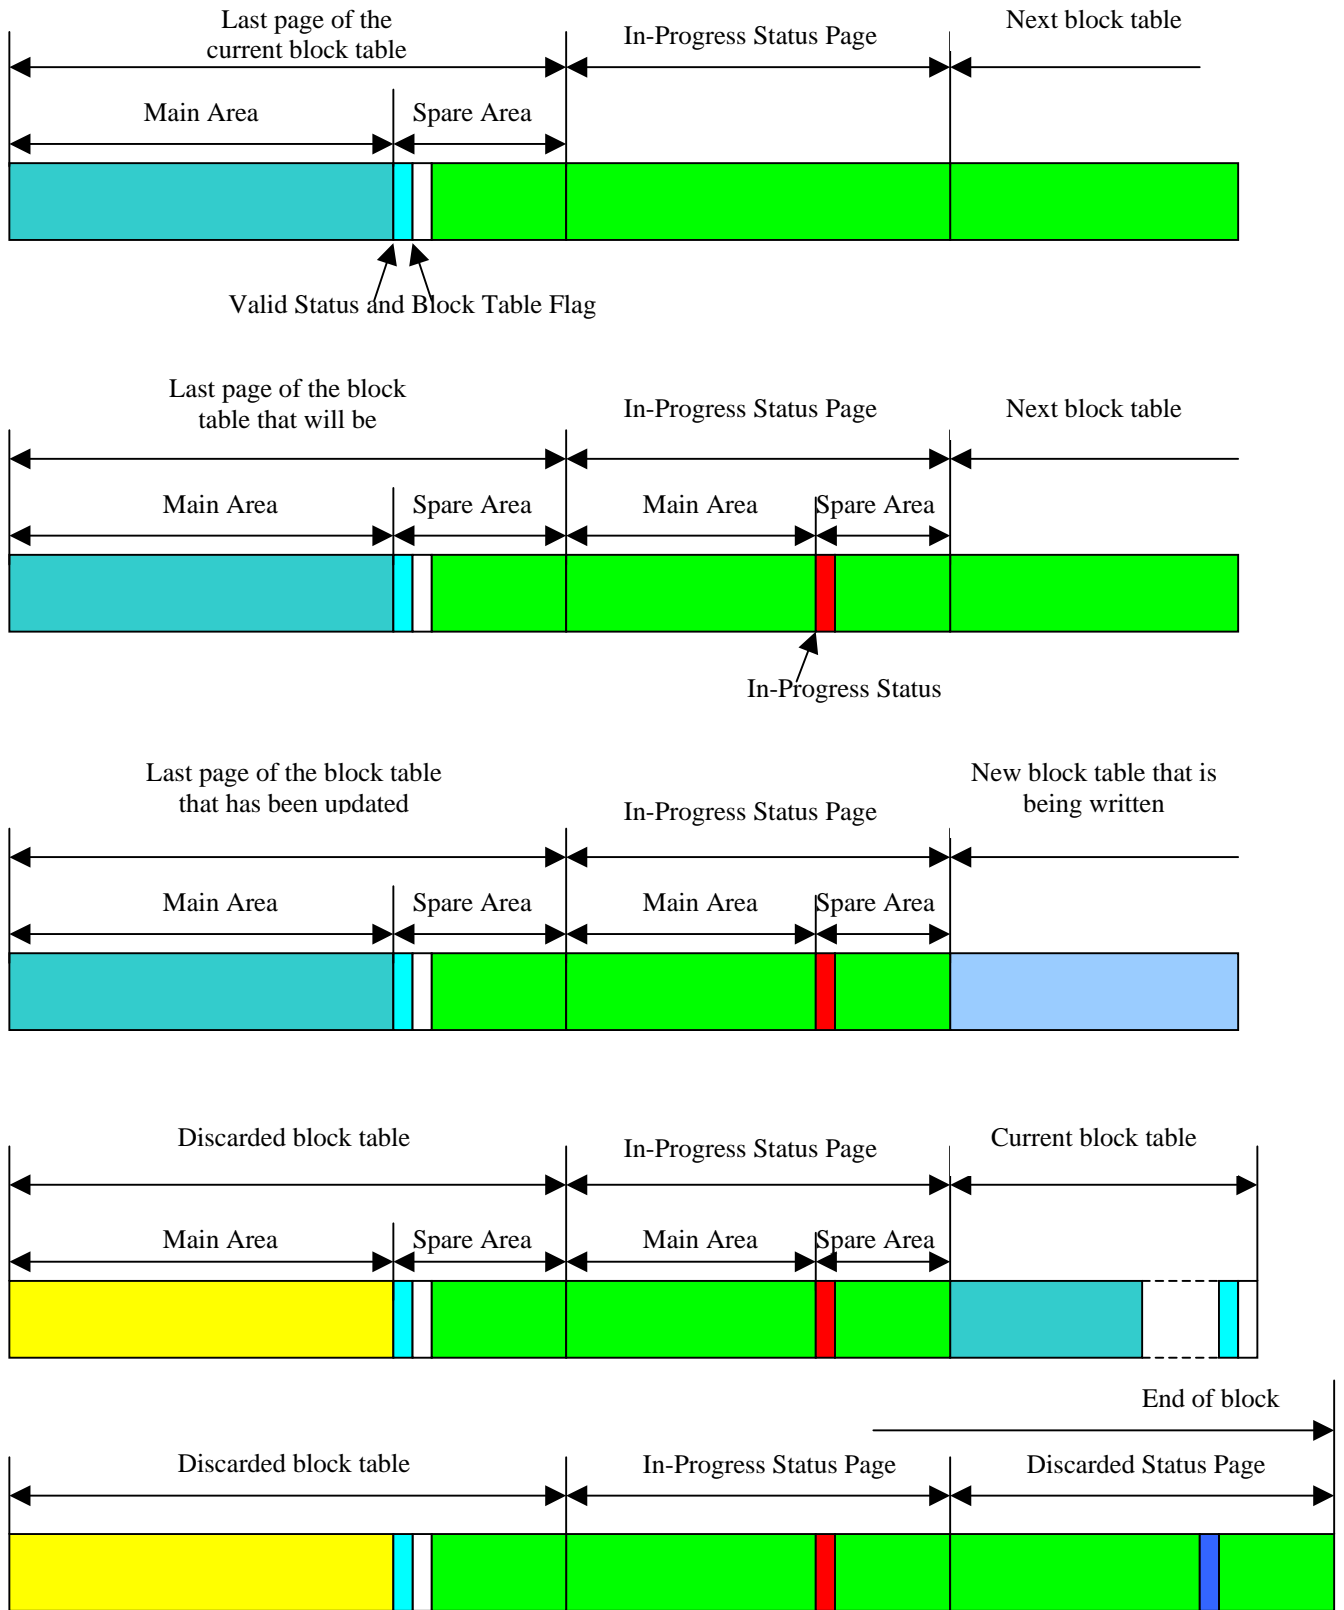 Last page of the
current block table
In-Progress Status Page
Next block table
Main Area
Spare Area
Valid Status and Block Table Flag
Last page of the block
table that will be
In-Progress Status Page
Next block table
Main Area
Spare Area
Main Area
Spare Area
In-Progress Status
Last page of the block table
that has been updated
In-Progress Status Page
New block table that is
being written
Main Area
Spare Area
Main Area
Spare Area
Discarded block table
In-Progress Status Page
Current block table
Main Area
Spare Area
Main Area
Spare Area
End of block
Discarded block table
In-Progress Status Page
Discarded Status Page